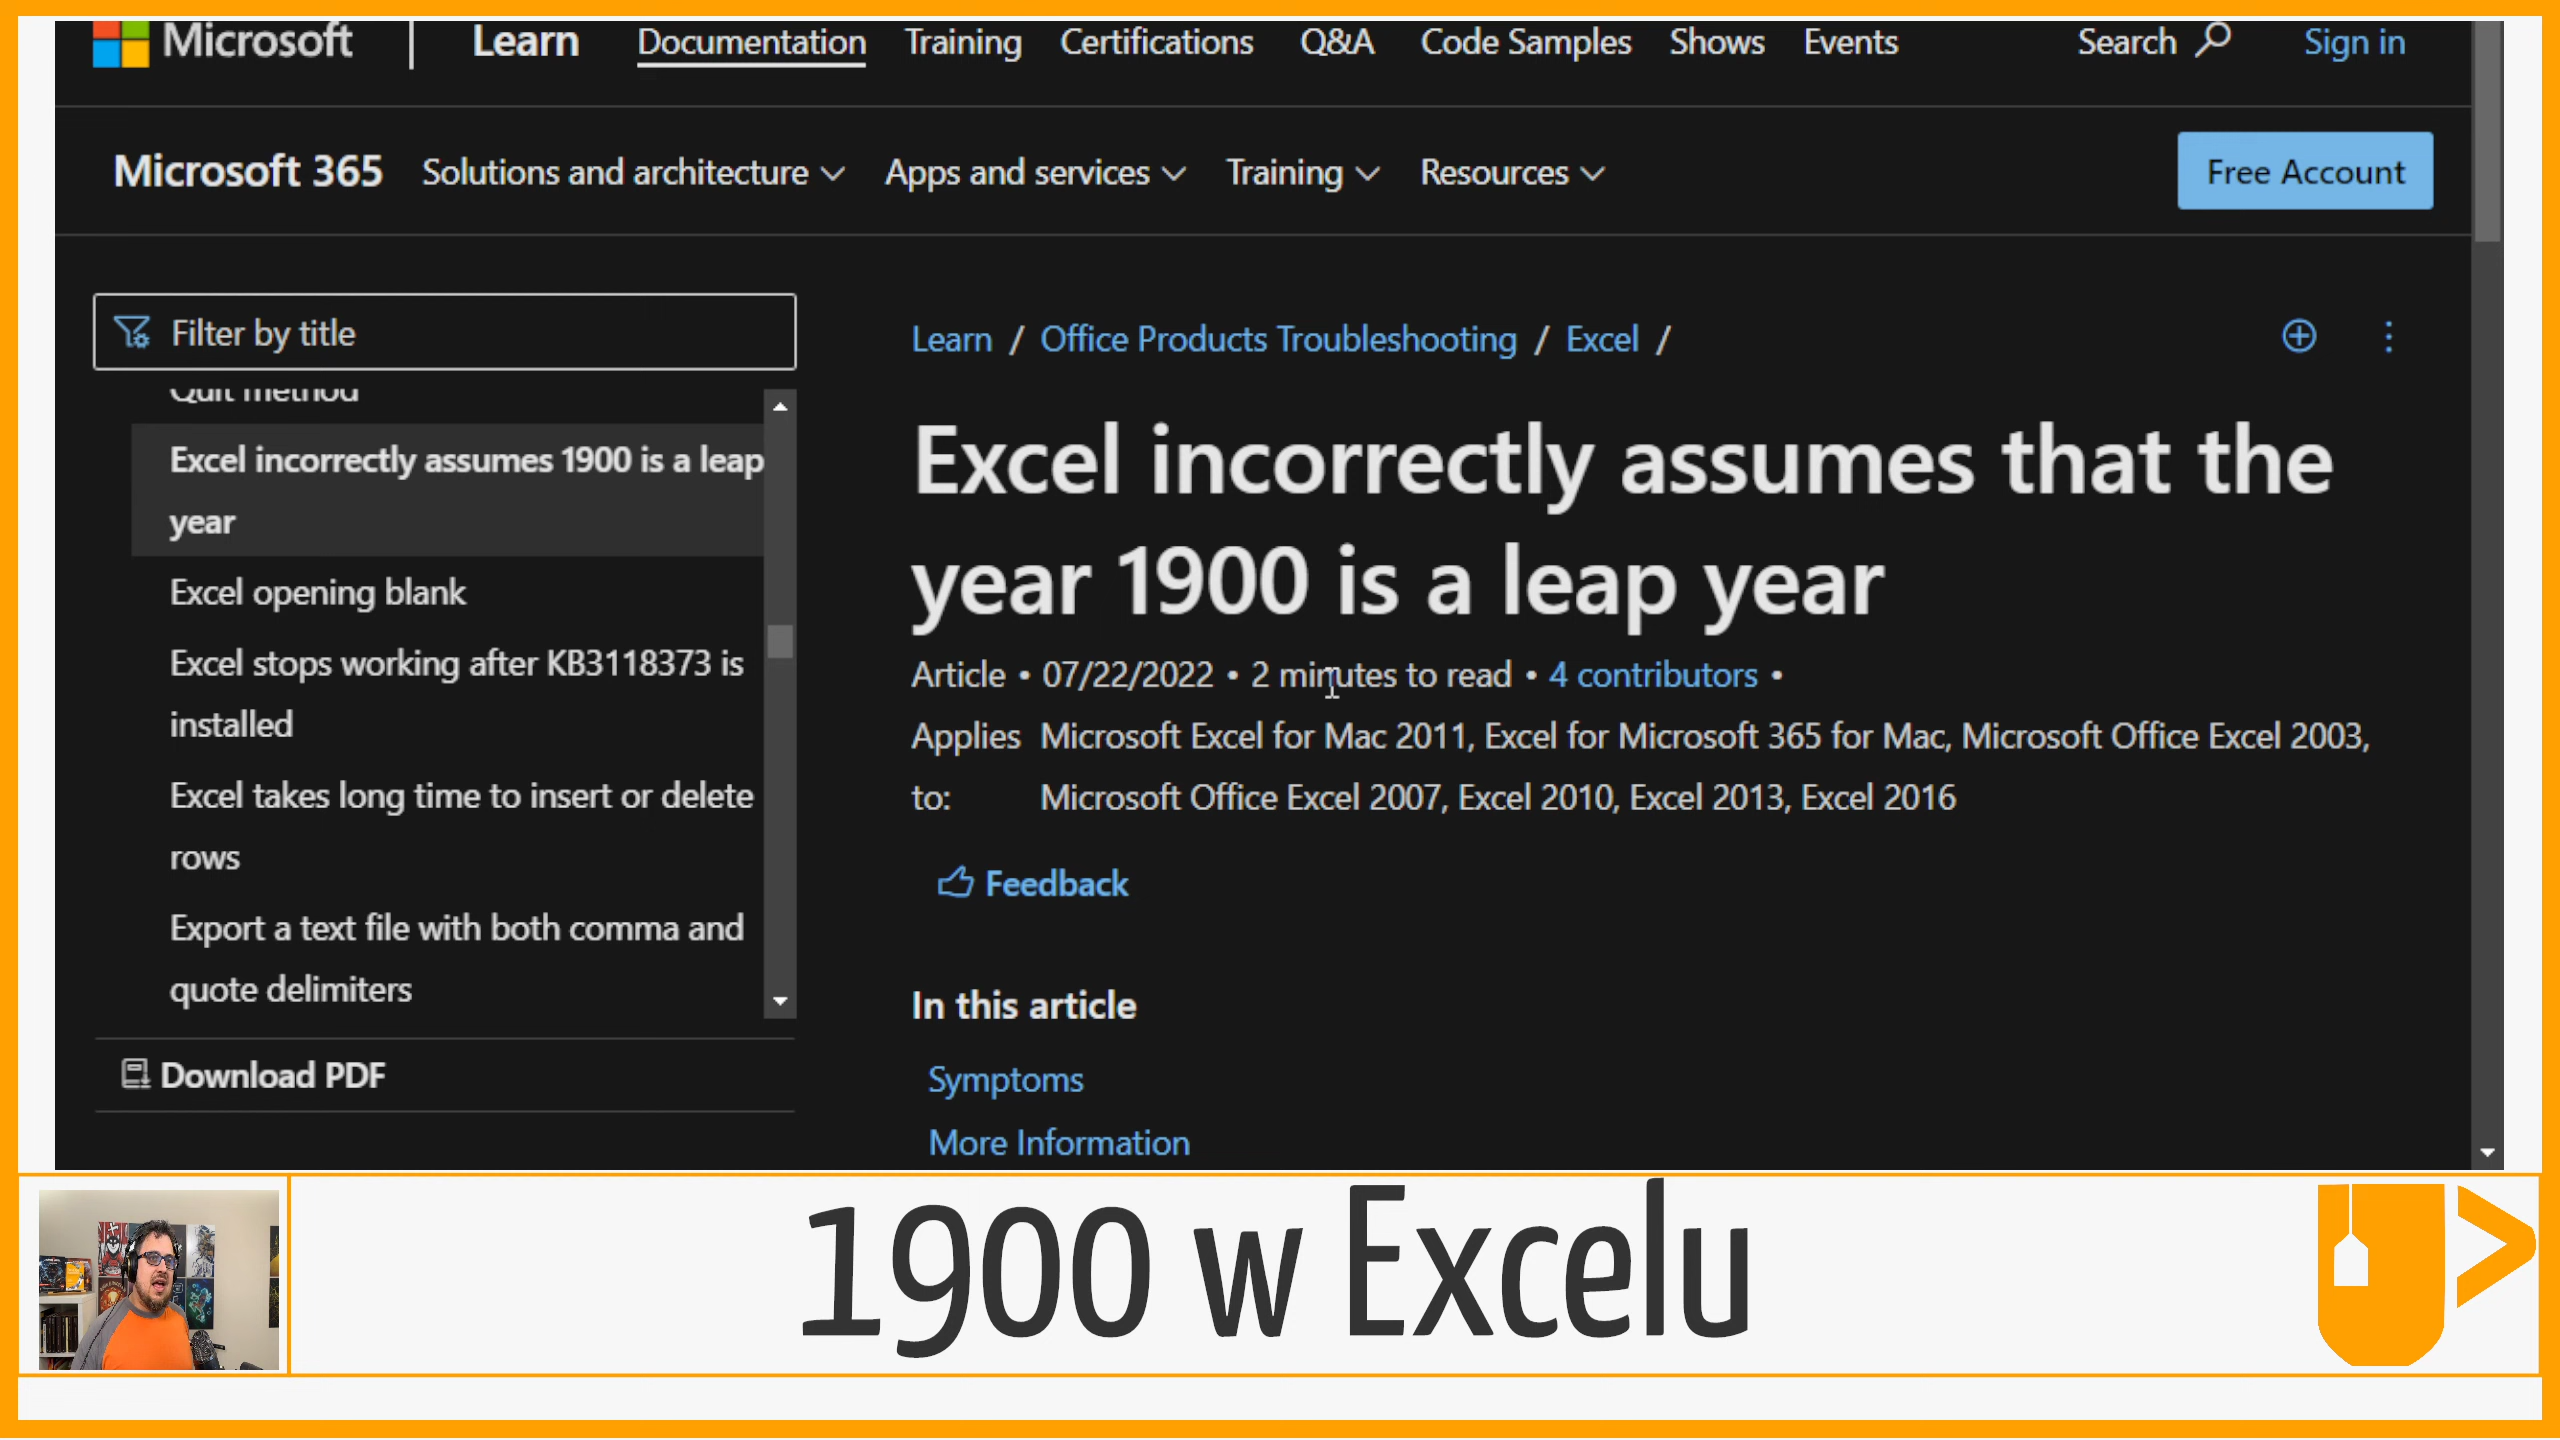 Microsoft | Learn Documentation Training Certifications Q&A Code Samples Shows Events Search Sign in
Microsoft 365 Solutions and architecture Apps and services Training Resources Free Account
Filter by title
Quit method
Excel incorrectly assumes 1900 is a leap
year
Excel opening blank
Excel stops working after KB3118373 is
installed
Excel takes long time to insert or delete
rows
Export a text file with both comma and
quote delimiters
Download PDF
Learn / Office Products Troubleshooting / Excel /
Excel incorrectly assumes that the
year 1900 is a leap year
Article • 07/22/2022 • 2 minutes to read • 4 contributors •
Applies Microsoft Excel for Mac 2011, Excel for Microsoft 365 for Mac, Microsoft Office Excel 2003,
to: Microsoft Office Excel 2007, Excel 2010, Excel 2013, Excel 2016
Feedback
In this article
Symptoms
More Information
1900 w Excelu